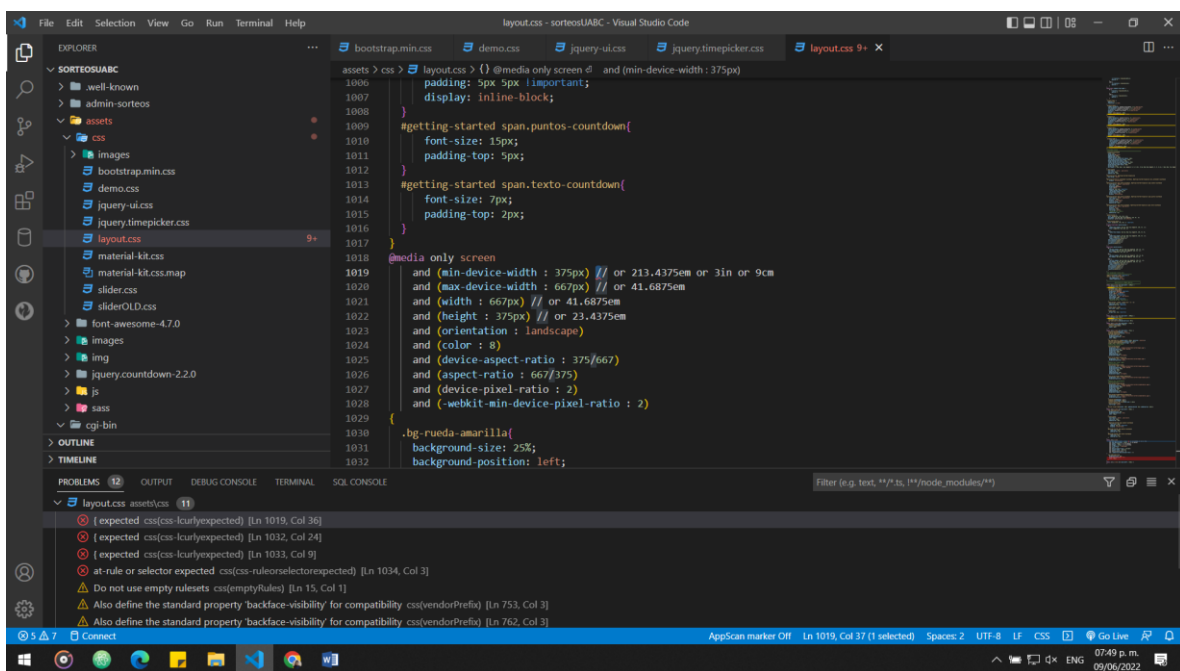 File Edit Selection View Go Run Terminal Help
layout.css - sorteosUABC - Visual Studio Code
EXPLORER
bootstrap.min.css demo.css jquery-ui.css jquery.timepicker.css layout.css 9+
SORTEOSUABC
assets > css > layout.css > {} @media only screen and (min-device-width : 375px)
.well-known
admin-sorteos
assets
css
images
bootstrap.min.css
demo.css
jquery-ui.css
jquery.timepicker.css
layout.css 9+
material-kit.css
material-kit.css.map
slider.css
sliderOLD.css
font-awesome-4.7.0
images
img
jquery.countdown-2.2.0
js
sass
cgi-bin
OUTLINE
TIMELINE
1006 padding: 5px 5px !important;
1007 display: inline-block;
1008 }
1009 #getting-started span.puntos-countdown{
1010 font-size: 15px;
1011 padding-top: 5px;
1012 }
1013 #getting-started span.texto-countdown{
1014 font-size: 7px;
1015 padding-top: 2px;
1016 }
1017 }
1018 @media only screen
1019 and (min-device-width : 375px) // or 213.4375em or 3in or 9cm
1020 and (max-device-width : 667px) // or 41.6875em
1021 and (width : 667px) // or 41.6875em
1022 and (height : 375px) // or 23.4375em
1023 and (orientation : landscape)
1024 and (color : 8)
1025 and (device-aspect-ratio : 375/667)
1026 and (aspect-ratio : 667/375)
1027 and (device-pixel-ratio : 2)
1028 and (-webkit-min-device-pixel-ratio : 2)
1029 {
1030 .bg-rueda-amarilla{
1031 background-size: 25%;
1032 background-position: left;
PROBLEMS 12 OUTPUT DEBUG CONSOLE TERMINAL SQL CONSOLE
Filter (e.g. text, **/*.ts, !**/node_modules/**)
layout.css assets\css 11
{ expected css(css-lcurlyexpected) [Ln 1019, Col 36]
{ expected css(css-lcurlyexpected) [Ln 1032, Col 24]
{ expected css(css-lcurlyexpected) [Ln 1033, Col 9]
at-rule or selector expected css(css-ruleorselectorexpected) [Ln 1034, Col 3]
Do not use empty rulesets css(emptyRules) [Ln 15, Col 1]
Also define the standard property 'backface-visibility' for compatibility css(vendorPrefix) [Ln 753, Col 3]
Also define the standard property 'backface-visibility' for compatibility css(vendorPrefix) [Ln 762, Col 3]
5 7 Connect
AppScan marker Off Ln 1019, Col 37 (1 selected) Spaces: 2 UTF-8 LF CSS Go Live
ENG
07:49 p. m.
09/06/2022